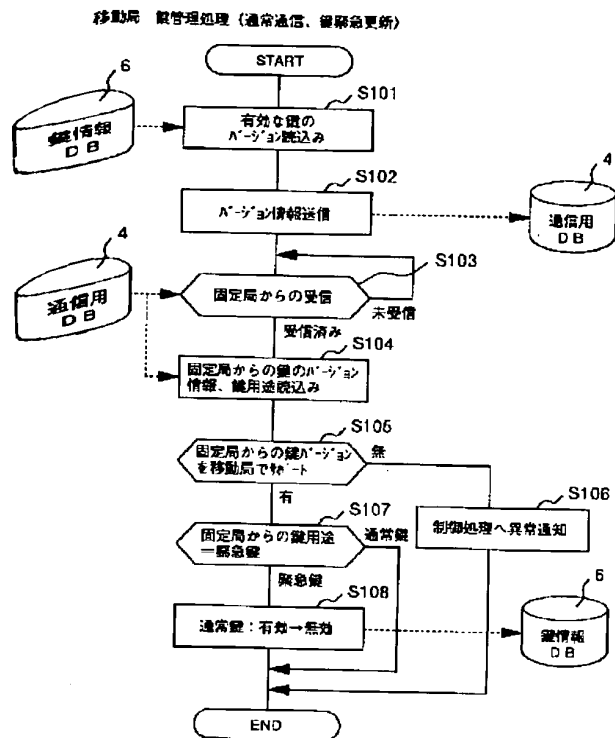 移動局 鍵管理処理(通常通信、鍵緊急更新)
START
6
S101
有効な鍵の
バージョン読込み
鍵情報
DB
S102
バージョン情報送信
4
通信用
DB
4
S103
固定局からの受信
未受信
通信用
DB
受信済み
S104
固定局からの鍵のバージョン
情報、鍵用途読込み
S105
固定局からの鍵バージョン
を移動局でサポート
無
有
S106
制御処理へ異常通知
S107
固定局からの鍵用途
=緊急鍵
通常鍵
緊急鍵
S108
通常鍵:有効→無効
6
鍵情報
DB
END